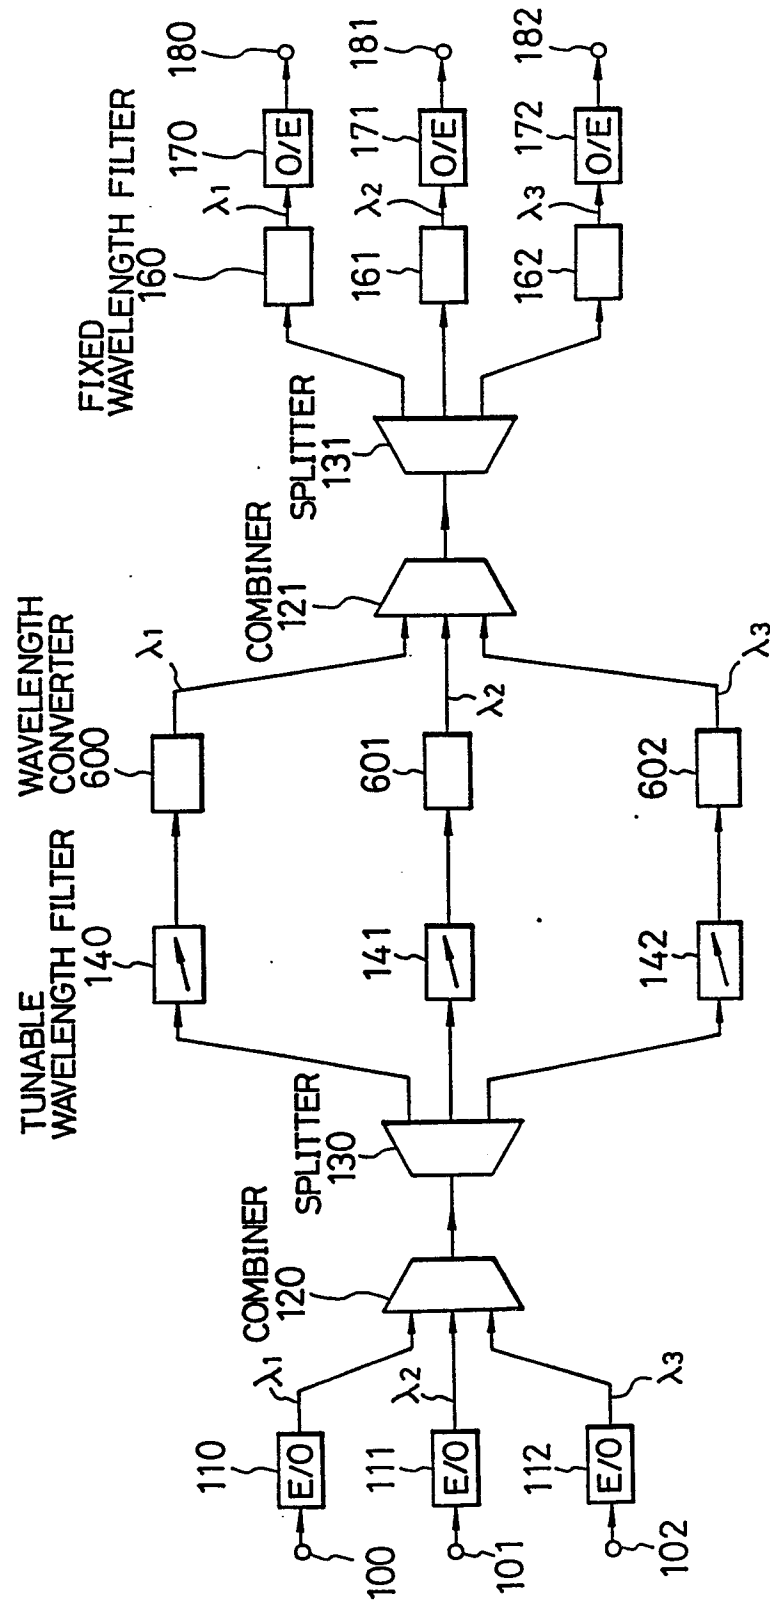 100
101
102
110
111
112
E/O
E/O
E/O
λ1
λ2
λ3
COMBINER
120
SPLITTER
130
TUNABLE
WAVELENGTH FILTER
140
141
142
WAVELENGTH
CONVERTER
600
601
602
λ1
λ2
λ3
COMBINER
121
SPLITTER
131
FIXED
WAVELENGTH FILTER
160
161
162
λ1
λ2
λ3
170
171
172
O/E
O/E
O/E
180
181
182